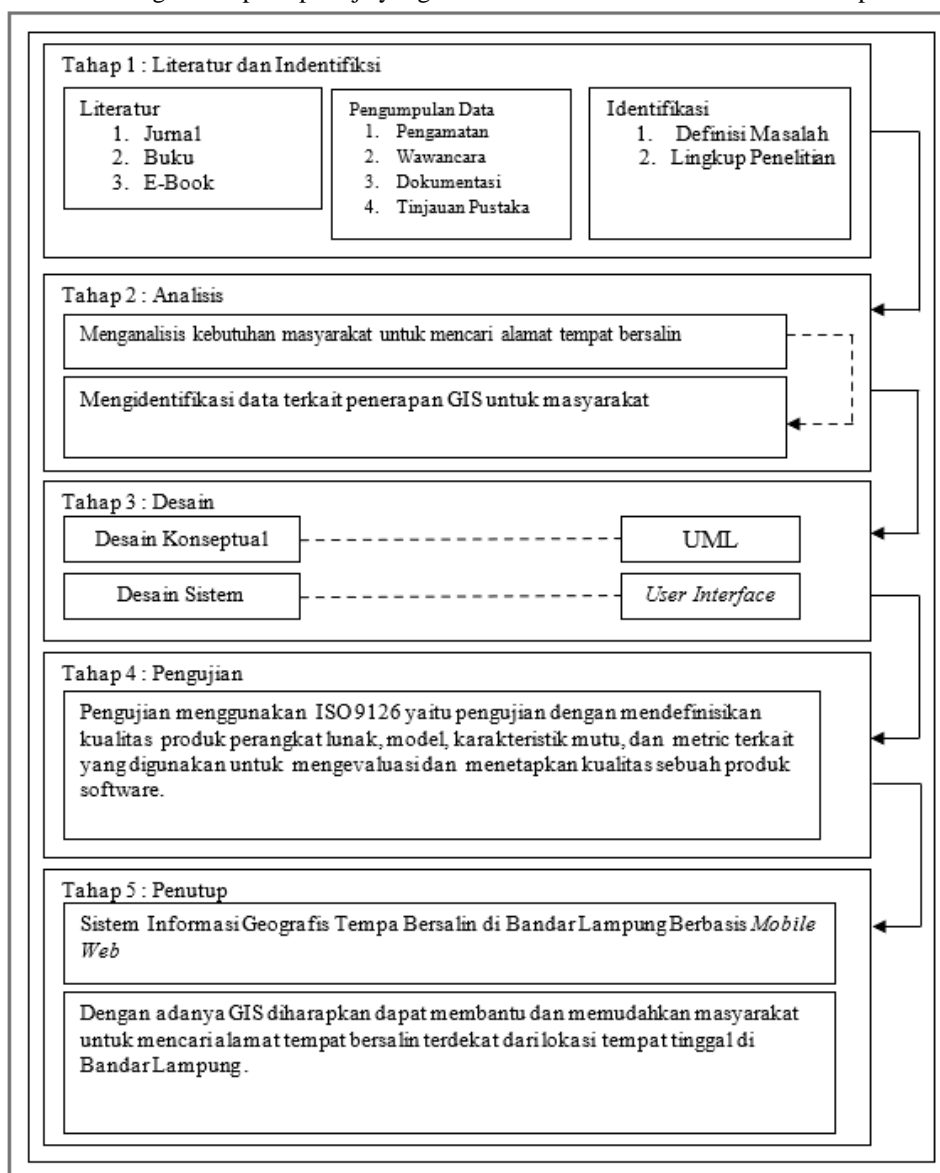 Tahap 1 : Literatur dan Indentifiksi
Literatur
1. Jurnal
2. Buku
3. E-Book
Pengumpulan Data
1. Pengamatan
2. Wawancara
3. Dokumentasi
4. Tinjauan Pustaka
Identifikasi
1. Definisi Masalah
2. Lingkup Penelitian
Tahap 2 : Analisis
Menganalisis kebutuhan masyarakat untuk mencari alamat tempat bersalin
Mengidentifikasi data terkait penerapan GIS untuk masyarakat
Tahap 3 : Desain
Desain Konseptual
UML
Desain Sistem
User Interface
Tahap 4 : Pengujian
Pengujian menggunakan ISO 9126 yaitu pengujian dengan mendefinisikan
kualitas produk perangkat lunak, model, karakteristik mutu, dan metric terkait
yang digunakan untuk mengevaluasi dan menetapkan kualitas sebuah produk
software.
Tahap 5 : Penutup
Sistem Informasi Geografis Tempa Bersalin di Bandar Lampung Berbasis Mobile
Web
Dengan adanya GIS diharapkan dapat membantu dan memudahkan masyarakat
untuk mencari alamat tempat bersalin terdekat dari lokasi tempat tinggal di
Bandar Lampung.